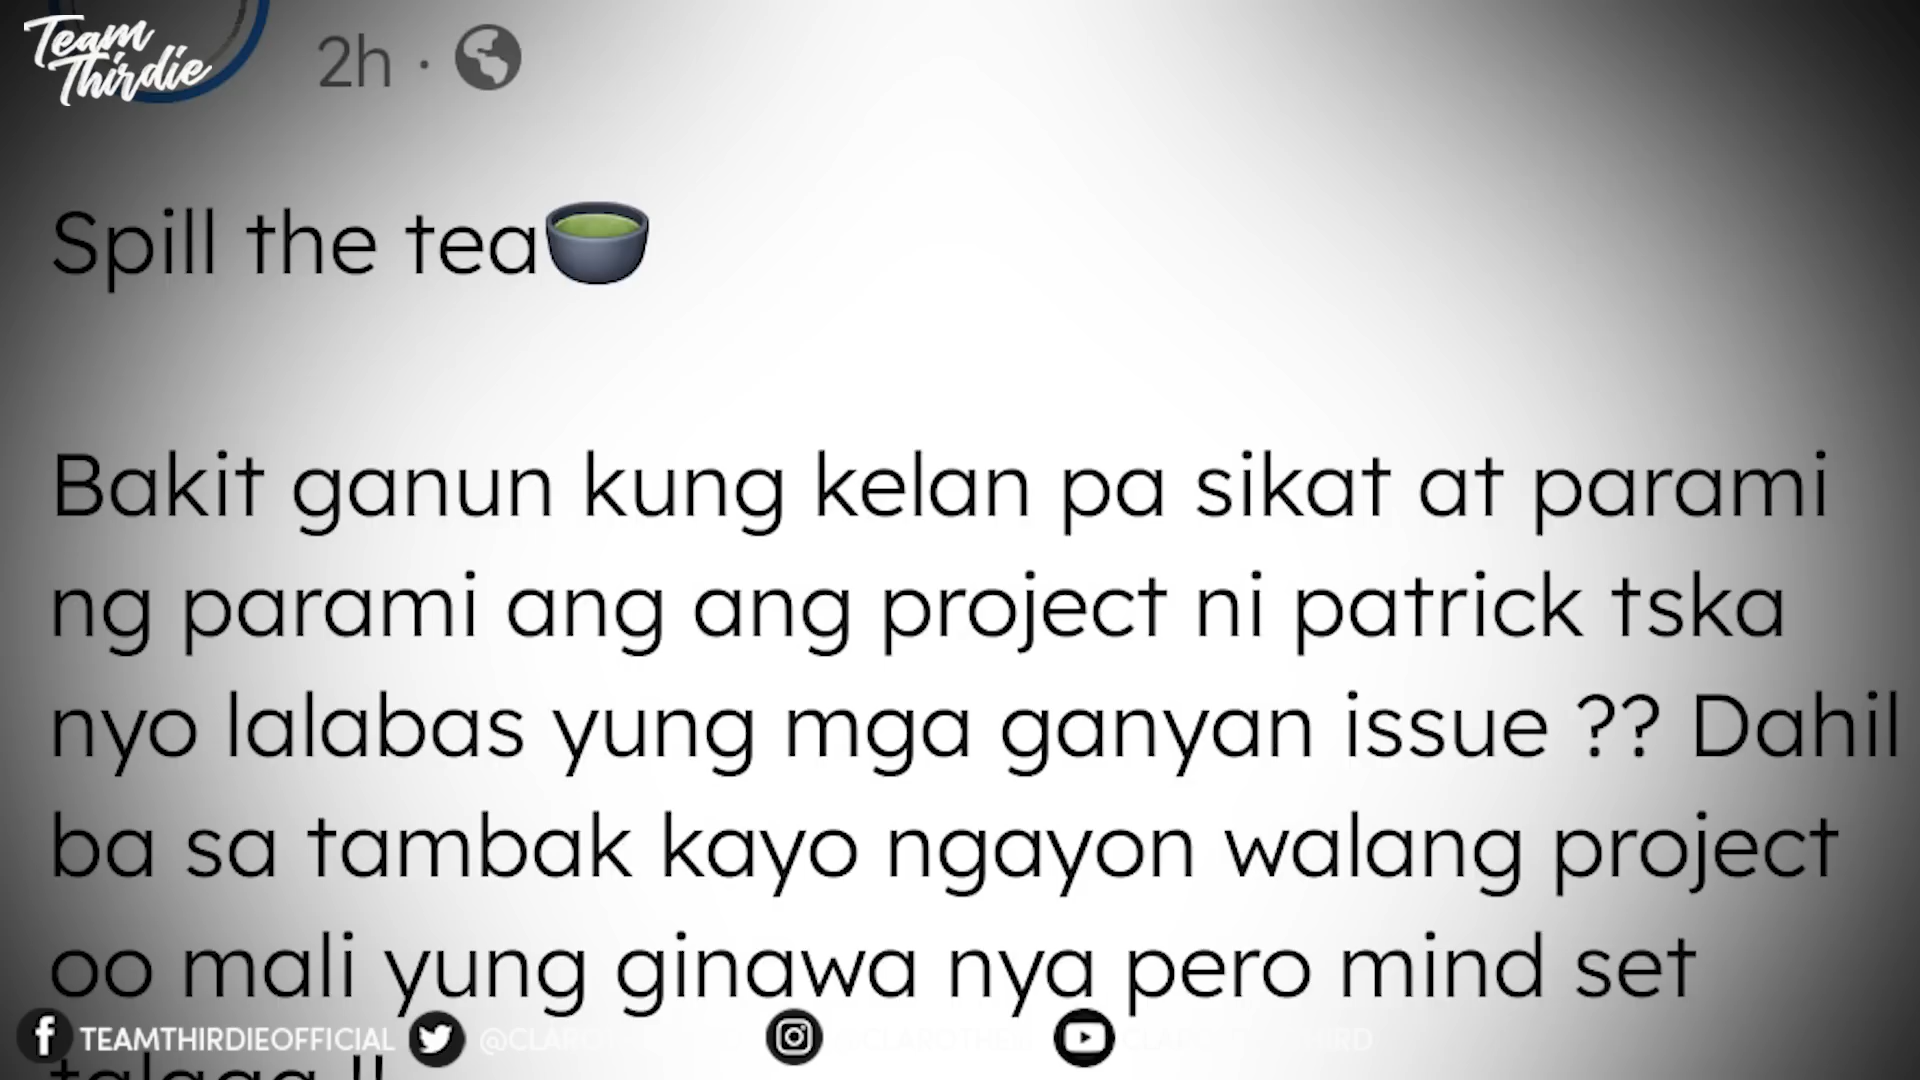 Team
Thirdie
2h ·
Spill the tea🍵
Bakit ganun kung kelan pa sikat at parami
ng parami ang ang project ni patrick tska
nyo lalabas yung mga ganyan issue ?? Dahil
ba sa tambak kayo ngayon walang project
oo mali yung ginawa nya pero mind set
talaga !!
TEAMTHIRDIEOFFICIAL